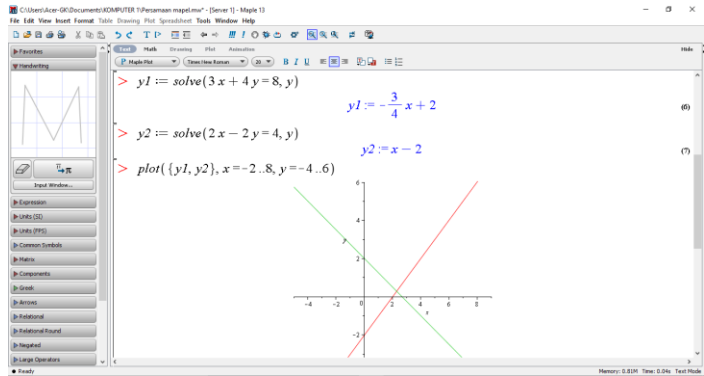 C:\Users\Acer-GK\Documents\KOMPUTER 1\Persamaan mapel.mw* - [Server 1] - Maple 13
File Edit View Insert Format Table Drawing Plot Spreadsheet Tools Window Help
Text Math Drawing Plot Animation Hide
P Maple Plot Times New Roman 20 B I U
Favorites
Handwriting
Input Window...
Expression
Units (SI)
Units (FPS)
Common Symbols
Matrix
Components
Greek
Arrows
Relational
Relational Round
Negated
Large Operators
> y1 := solve(3 x + 4 y = 8, y)
y1 := -3/4 x + 2 (6)
> y2 := solve(2 x − 2 y = 4, y)
y2 := x − 2 (7)
> plot({y1, y2}, x = −2 ..8, y = −4 ..6)
6
4
y
2
−4 −2 0 2 4 6 8
x
−2
Ready Memory: 0.81M Time: 0.04s Text Mode